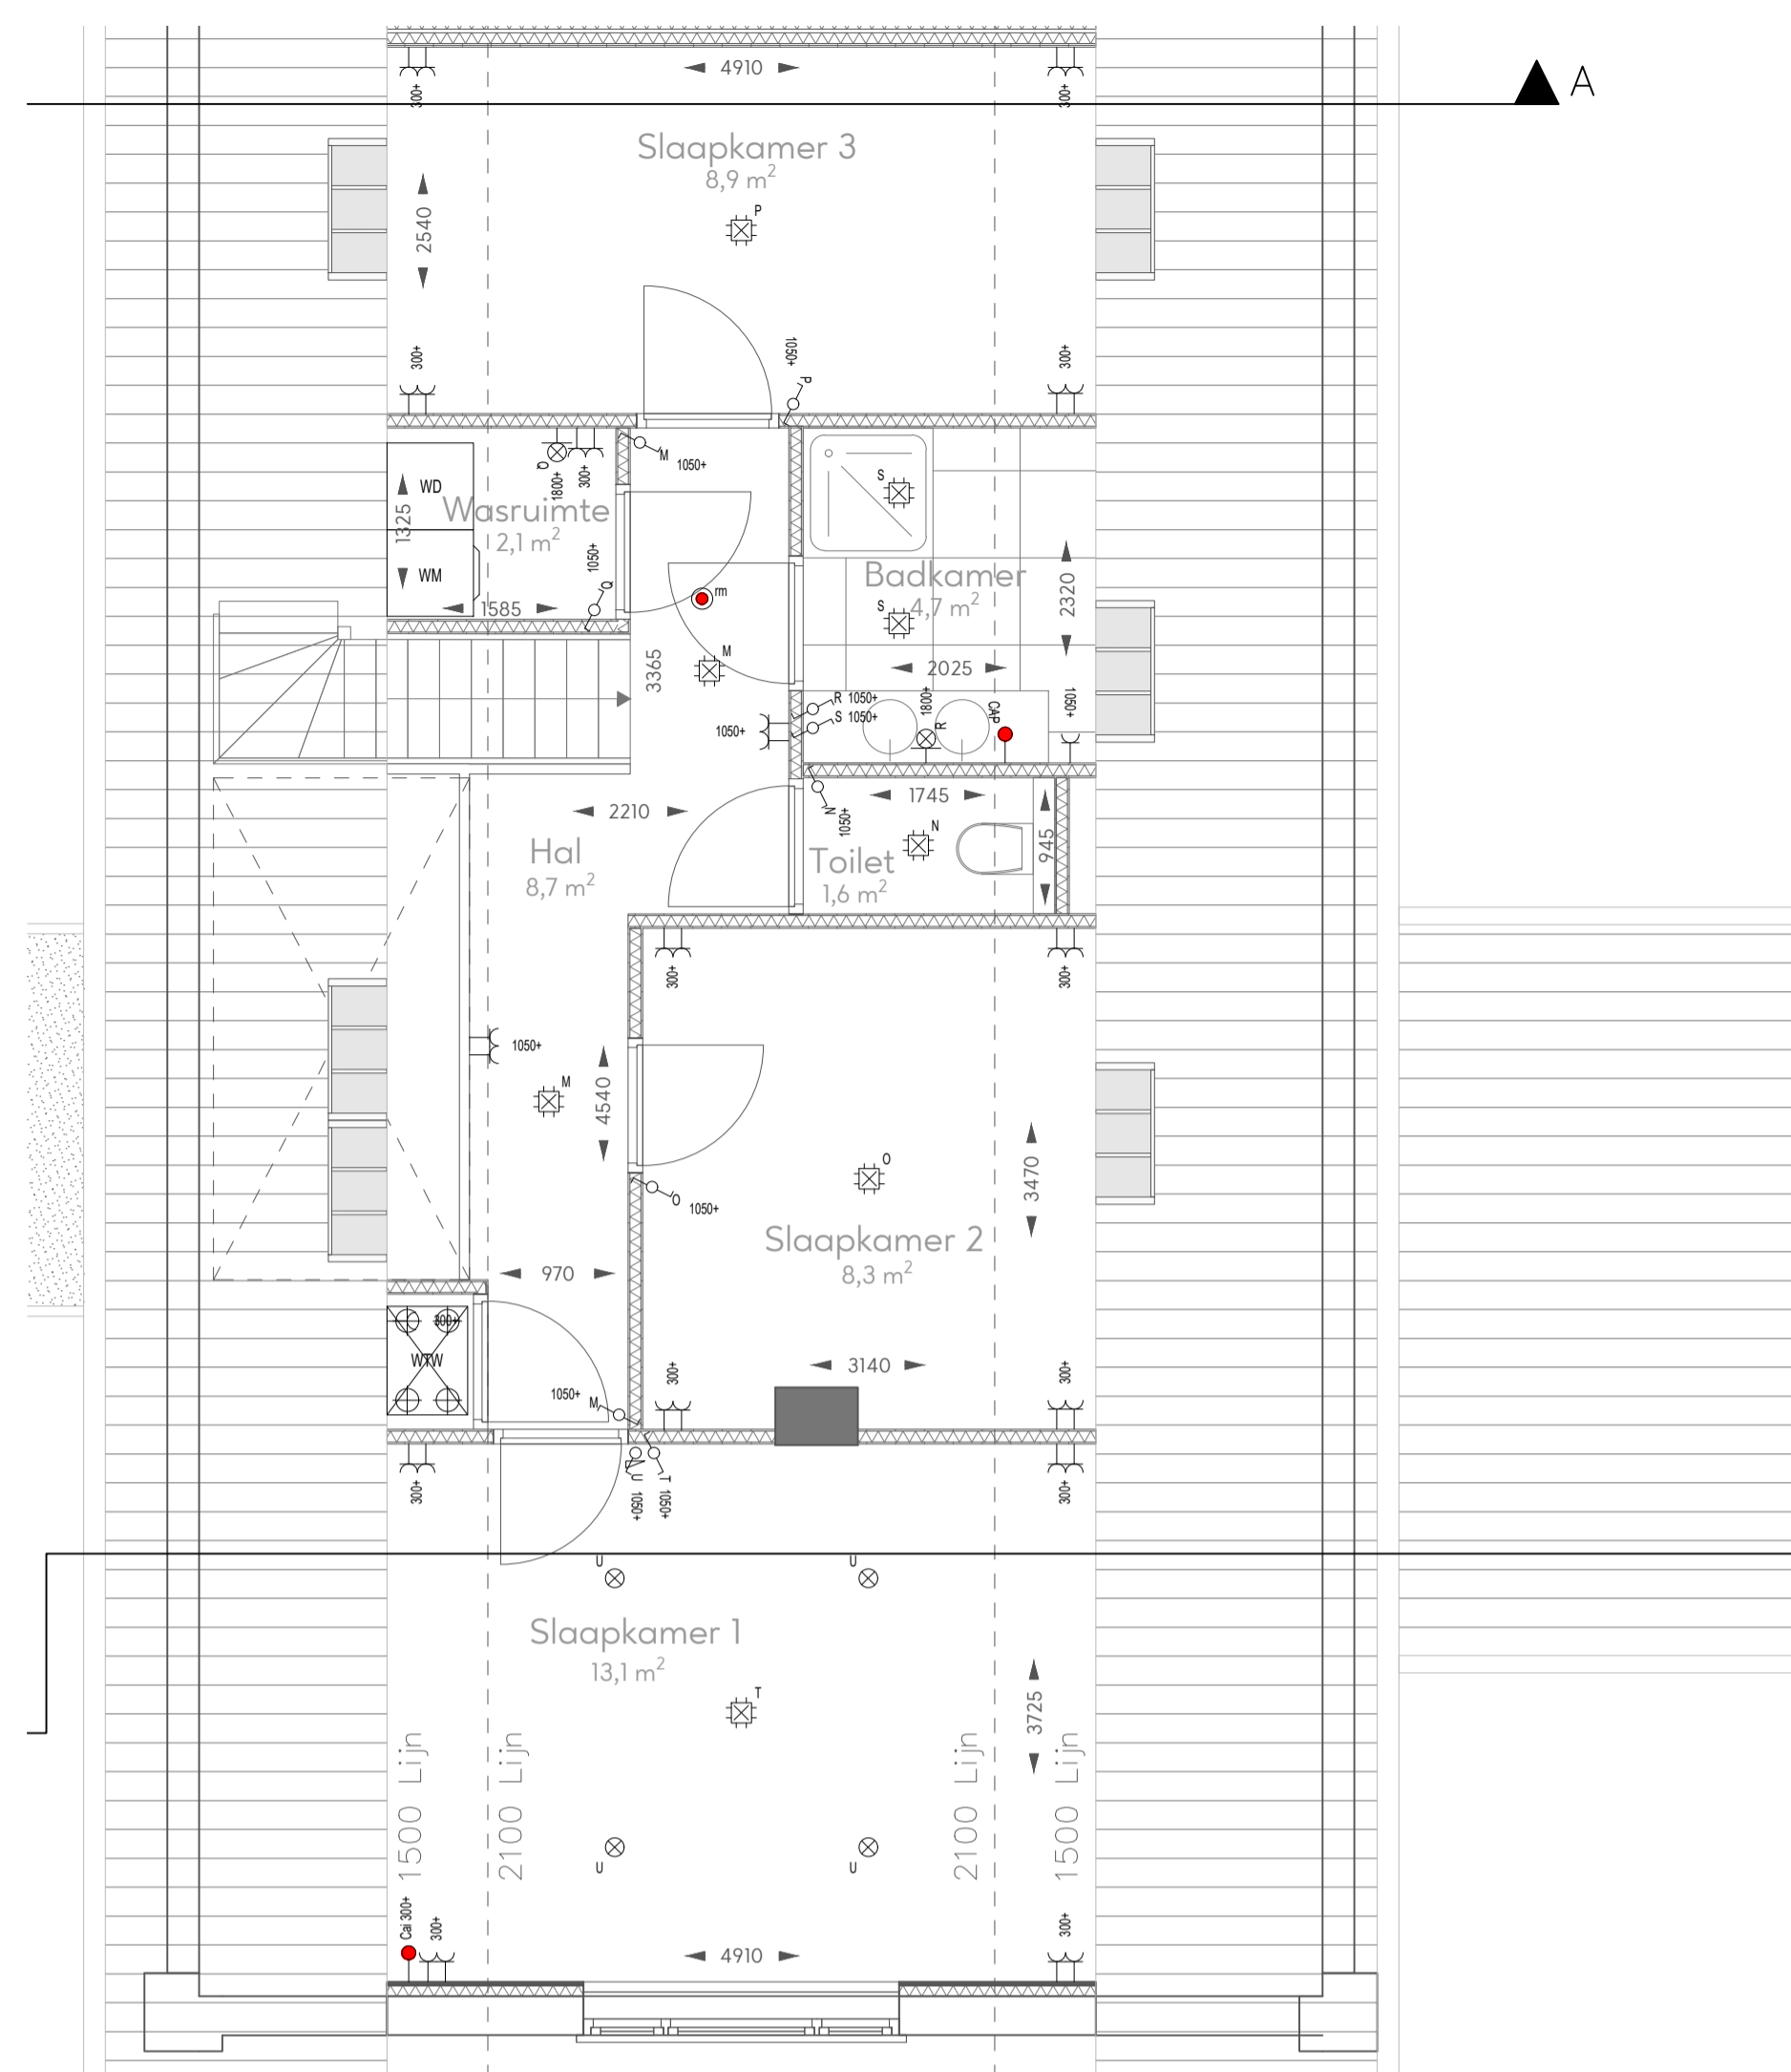 4910
A
300+
300+
Slaapkamer 3
8,9 m²
P
2540
300+
1050+
P
300+
M
1050+
Q
1800+
300+
WD
1325
Wasruimte
2,1 m²
WM
1050+
Q
1585
S
Badkamer
4,7 m²
S
2320
rm
M
3365
2025
R 1050+
S 1050+
1050+
1800+
R
CAP
1050+
2210
1745
N
1050+
N
945
Hal
8,7 m²
Toilet
1,6 m²
300+
300+
1050+
M
4540
O
3470
O
1050+
Slaapkamer 2
8,3 m²
970
300+
WTW
3140
300+
300+
1050+
M
300+
U 1050+
T 1050+
300+
U
U
Slaapkamer 1
13,1 m²
T
3725
1500 Lijn
2100 Lijn
2100 Lijn
1500 Lijn
U
U
Cai 300+
300+
300+
4910